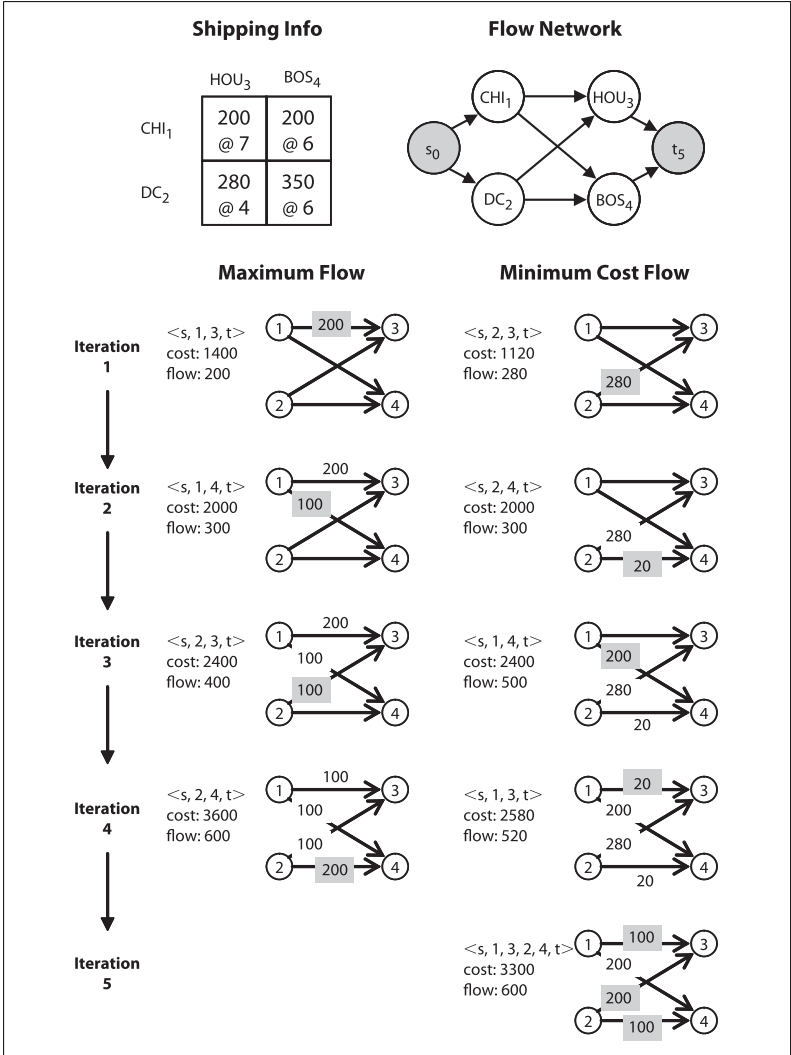 Shipping Info
HOU3 BOS4
CHI1
200 @ 7
200 @ 6
DC2
280 @ 4
350 @ 6
Flow Network
s0
CHI1
HOU3
DC2
BOS4
t5
Maximum Flow
Minimum Cost Flow
Iteration
1
<s, 1, 3, t>
cost: 1400
flow: 200
1 200 3
2 4
<s, 2, 3, t>
cost: 1120
flow: 280
1 3
280
2 4
Iteration
2
<s, 1, 4, t>
cost: 2000
flow: 300
200
1 3
100
2 4
<s, 2, 4, t>
cost: 2000
flow: 300
1 3
280
2 20 4
Iteration
3
<s, 2, 3, t>
cost: 2400
flow: 400
200
1 3
100
100
2 4
<s, 1, 4, t>
cost: 2400
flow: 500
1 3
200
280
2 4
20
Iteration
4
<s, 2, 4, t>
cost: 3600
flow: 600
100
1 3
100
100
2 200 4
<s, 1, 3, t>
cost: 2580
flow: 520
1 20 3
200
280
2 4
20
Iteration
5
<s, 1, 3, 2, 4, t>
cost: 3300
flow: 600
1 100 3
200
200
2 100 4